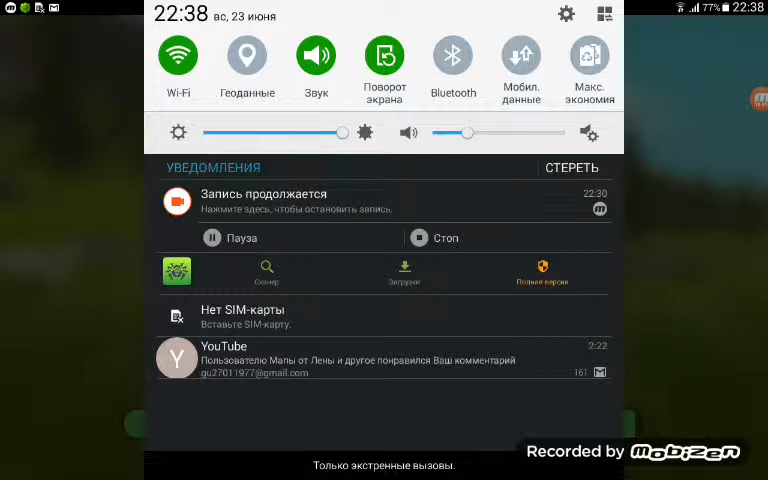 22:38 вс, 23 июня
77% 22:38
Wi-Fi
Геоданные
Звук
Поворот экрана
Bluetooth
Мобил. данные
Макс. экономия
УВЕДОМЛЕНИЯ
СТЕРЕТЬ
Запись продолжается 22:30
Нажмите здесь, чтобы остановить запись.
Пауза
Стоп
Сканер
Загрузки
Полная версия
Нет SIM-карты
Вставьте SIM-карту.
Y
YouTube 2:22
Пользователю Мапы от Лены и другое понравился Ваш комментарий
gu27011977@gmail.com 161
Recorded by Mobizen
Только экстренные вызовы.